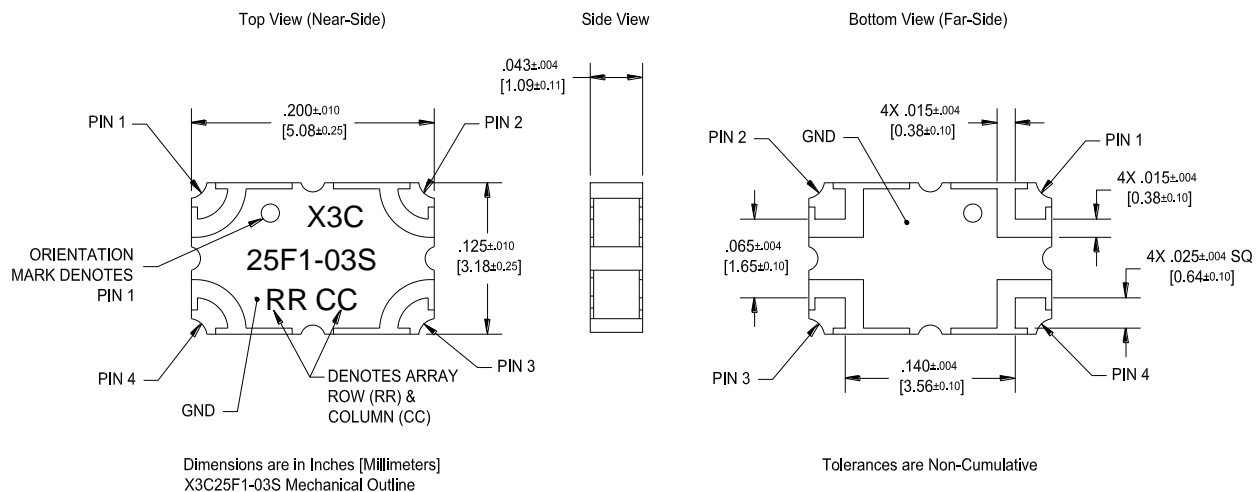 Top View (Near-Side)
Side View
Bottom View (Far-Side)
.043±.004
[1.09±0.11]
.200±.010
[5.08±0.25]
PIN 1
PIN 2
4X .015±.004
[0.38±0.10]
GND
PIN 2
PIN 1
4X .015±.004
[0.38±0.10]
X3C
25F1-03S
RR CC
.125±.010
[3.18±0.25]
ORIENTATION
MARK DENOTES
PIN 1
.065±.004
[1.65±0.10]
4X .025±.004 SQ
[0.64±0.10]
PIN 4
PIN 3
GND
DENOTES ARRAY
ROW (RR) &
COLUMN (CC)
PIN 3
.140±.004
[3.56±0.10]
PIN 4
Dimensions are in Inches [Millimeters]
X3C25F1-03S Mechanical Outline
Tolerances are Non-Cumulative